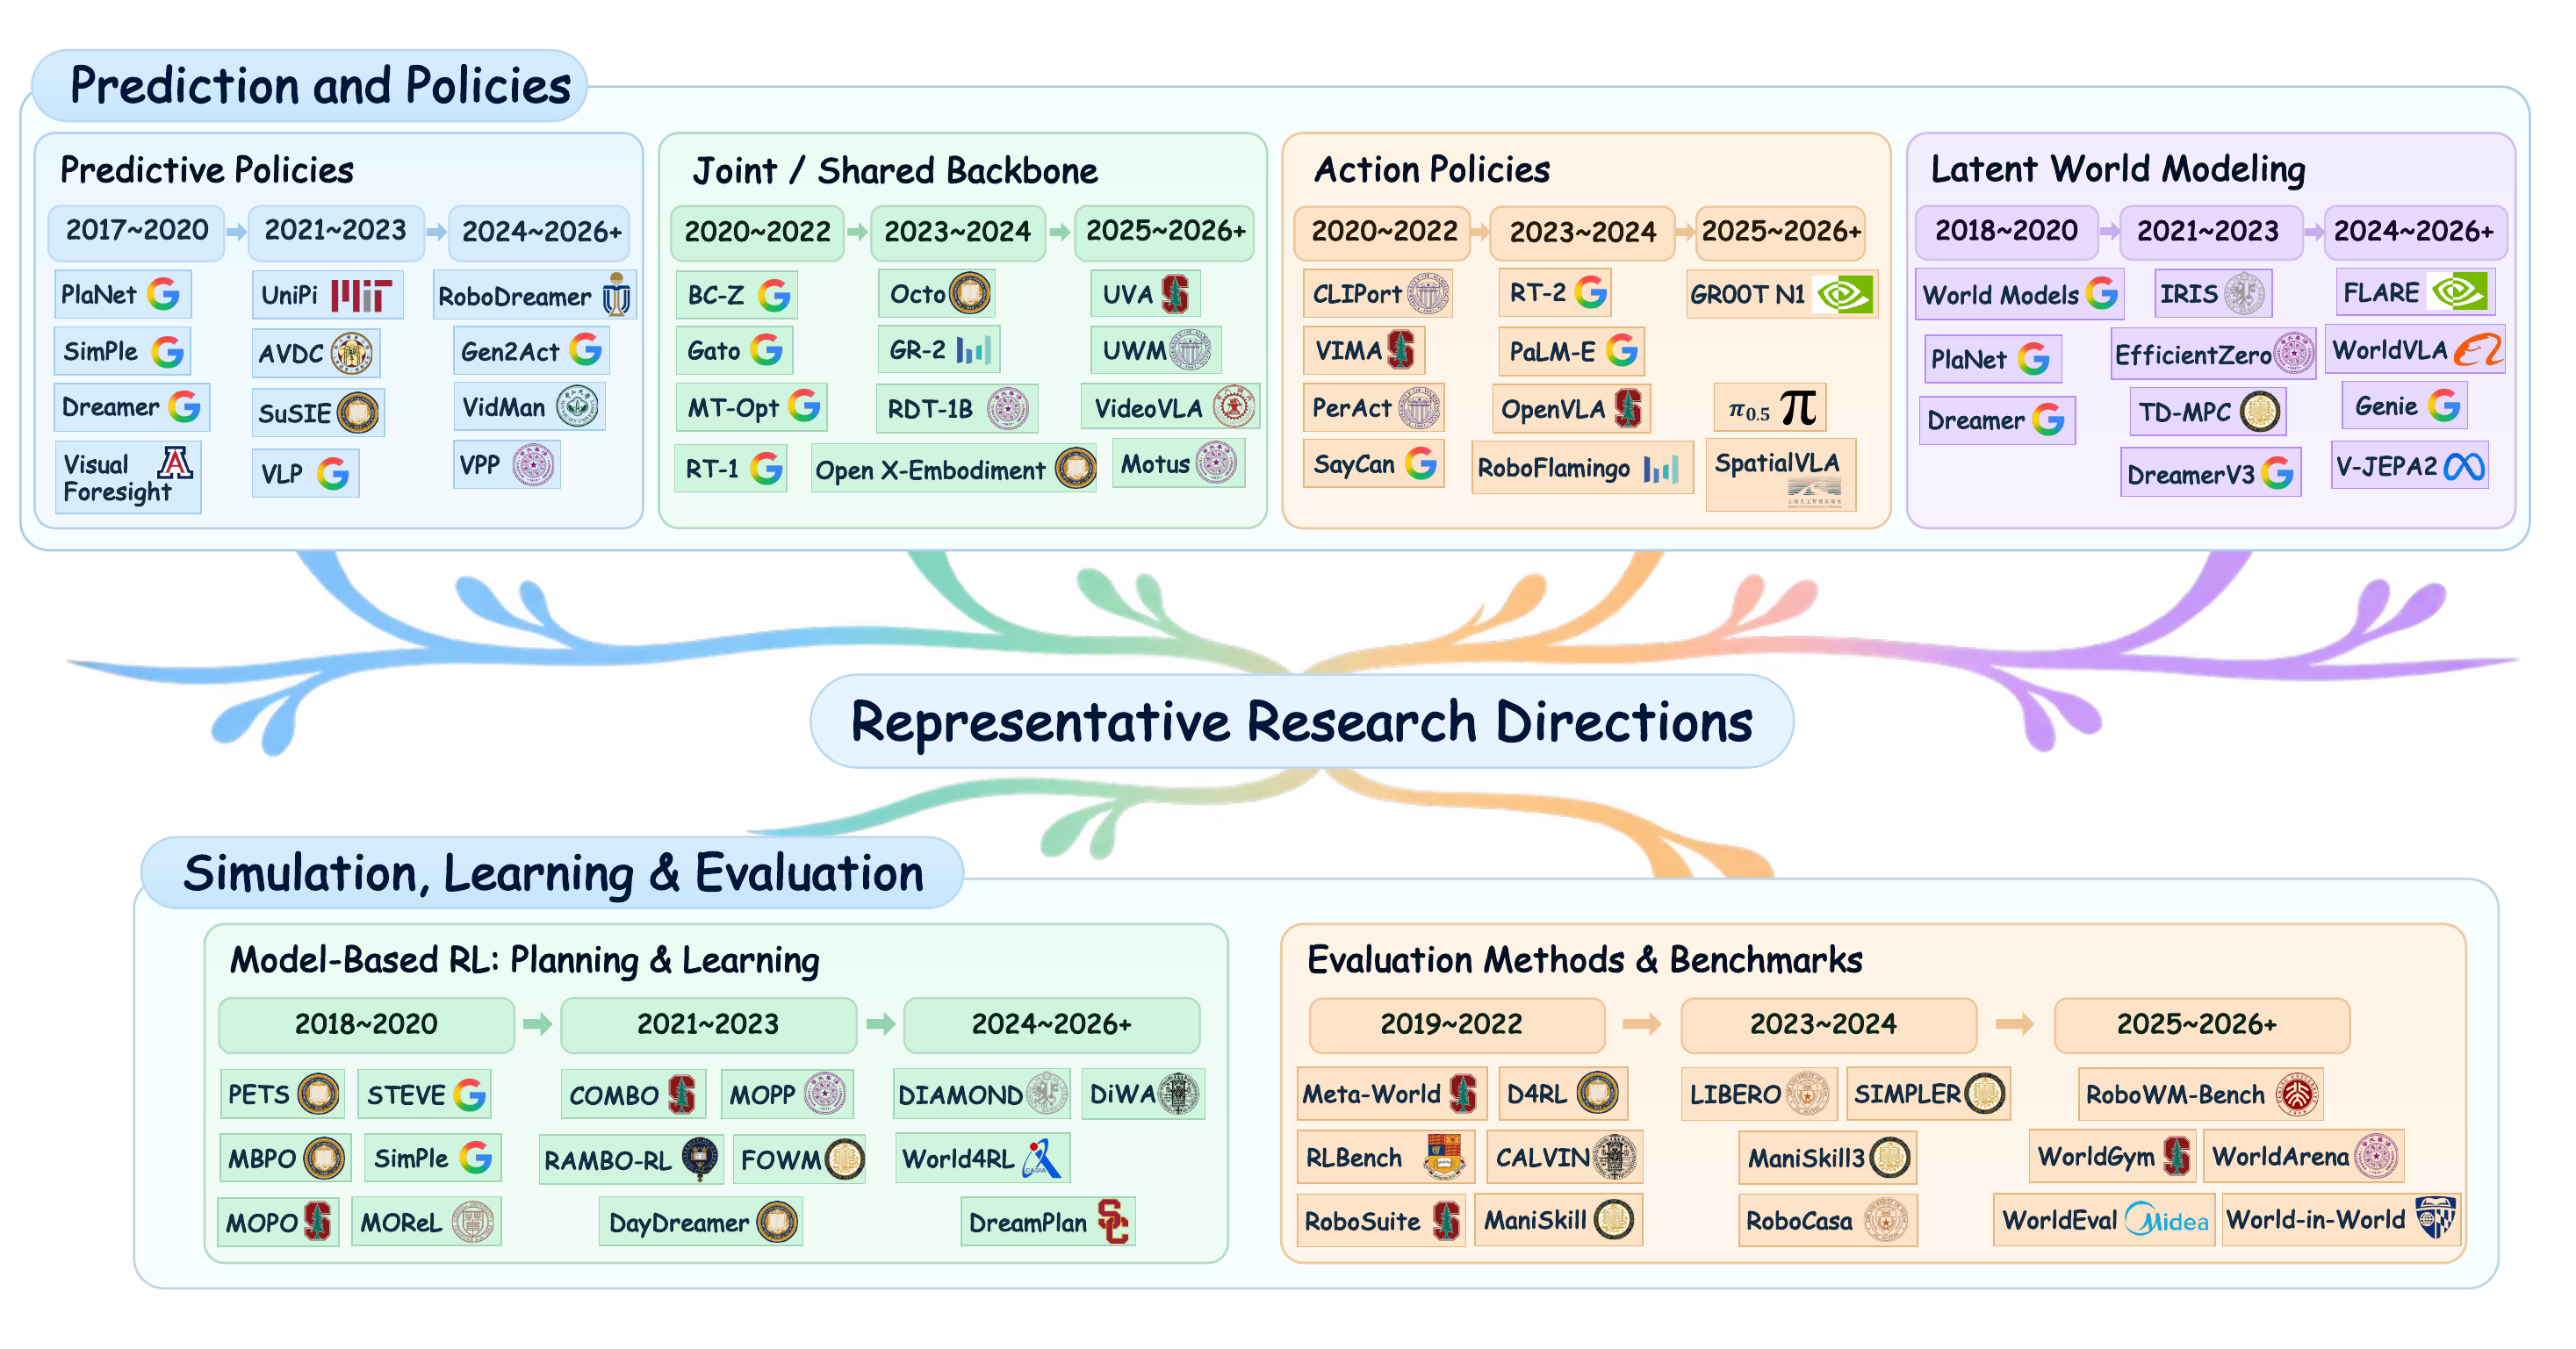 Prediction and Policies
Predictive Policies
2017~2020
2021~2023
2024~2026+
PlaNet
UniPi
RoboDreamer
SimPle
AVDC
Gen2Act
Dreamer
SuSIE
VidMan
Visual
Foresight
VLP
VPP
Joint / Shared Backbone
2020~2022
2023~2024
2025~2026+
BC-Z
Octo
UVA
Gato
GR-2
UWM
MT-Opt
RDT-1B
VideoVLA
RT-1
Open X-Embodiment
Motus
Action Policies
2020~2022
2023~2024
2025~2026+
CLIPort
RT-2
GR00T N1
VIMA
PaLM-E
PerAct
OpenVLA
π0.5 π
SayCan
RoboFlamingo
SpatialVLA
Latent World Modeling
2018~2020
2021~2023
2024~2026+
World Models
IRIS
FLARE
PlaNet
EfficientZero
WorldVLA
Dreamer
TD-MPC
Genie
DreamerV3
V-JEPA2
Representative Research Directions
Simulation, Learning & Evaluation
Model-Based RL: Planning & Learning
2018~2020
2021~2023
2024~2026+
PETS
STEVE
COMBO
MOPP
DIAMOND
DiWA
MBPO
SimPle
RAMBO-RL
FOWM
World4RL
CASIA
MOPO
MOReL
DayDreamer
DreamPlan
Evaluation Methods & Benchmarks
2019~2022
2023~2024
2025~2026+
Meta-World
D4RL
LIBERO
SIMPLER
RoboWM-Bench
RLBench
CALVIN
ManiSkill3
WorldGym
WorldArena
RoboSuite
ManiSkill
RoboCasa
WorldEval Midea
World-in-World